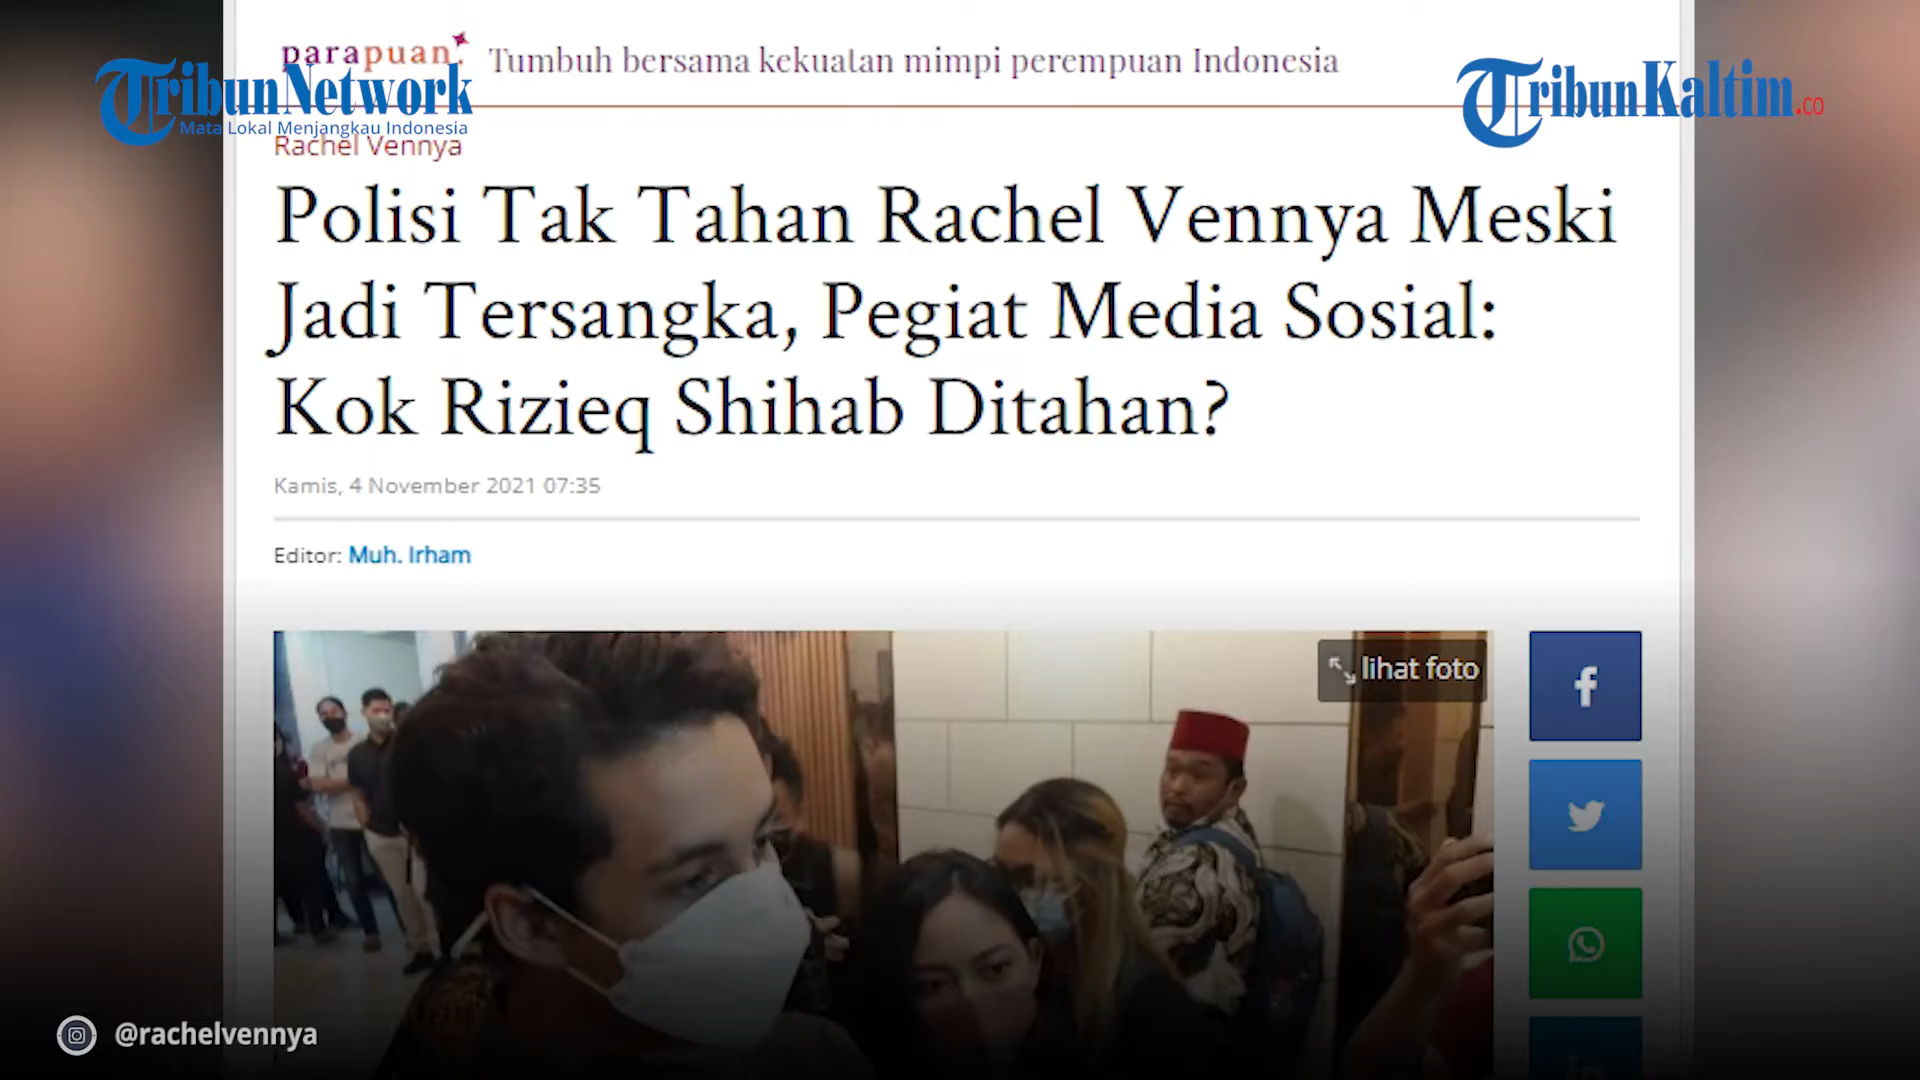 parapuan. Tumbuh bersama kekuatan mimpi perempuan Indonesia
TribunNetwork
Mata Lokal Menjangkau Indonesia
TribunKaltim.co
Rachel Vennya
Polisi Tak Tahan Rachel Vennya Meski
Jadi Tersangka, Pegiat Media Sosial:
Kok Rizieq Shihab Ditahan?
Kamis, 4 November 2021 07:35
Editor: Muh. Irham
lihat foto
@rachelvennya